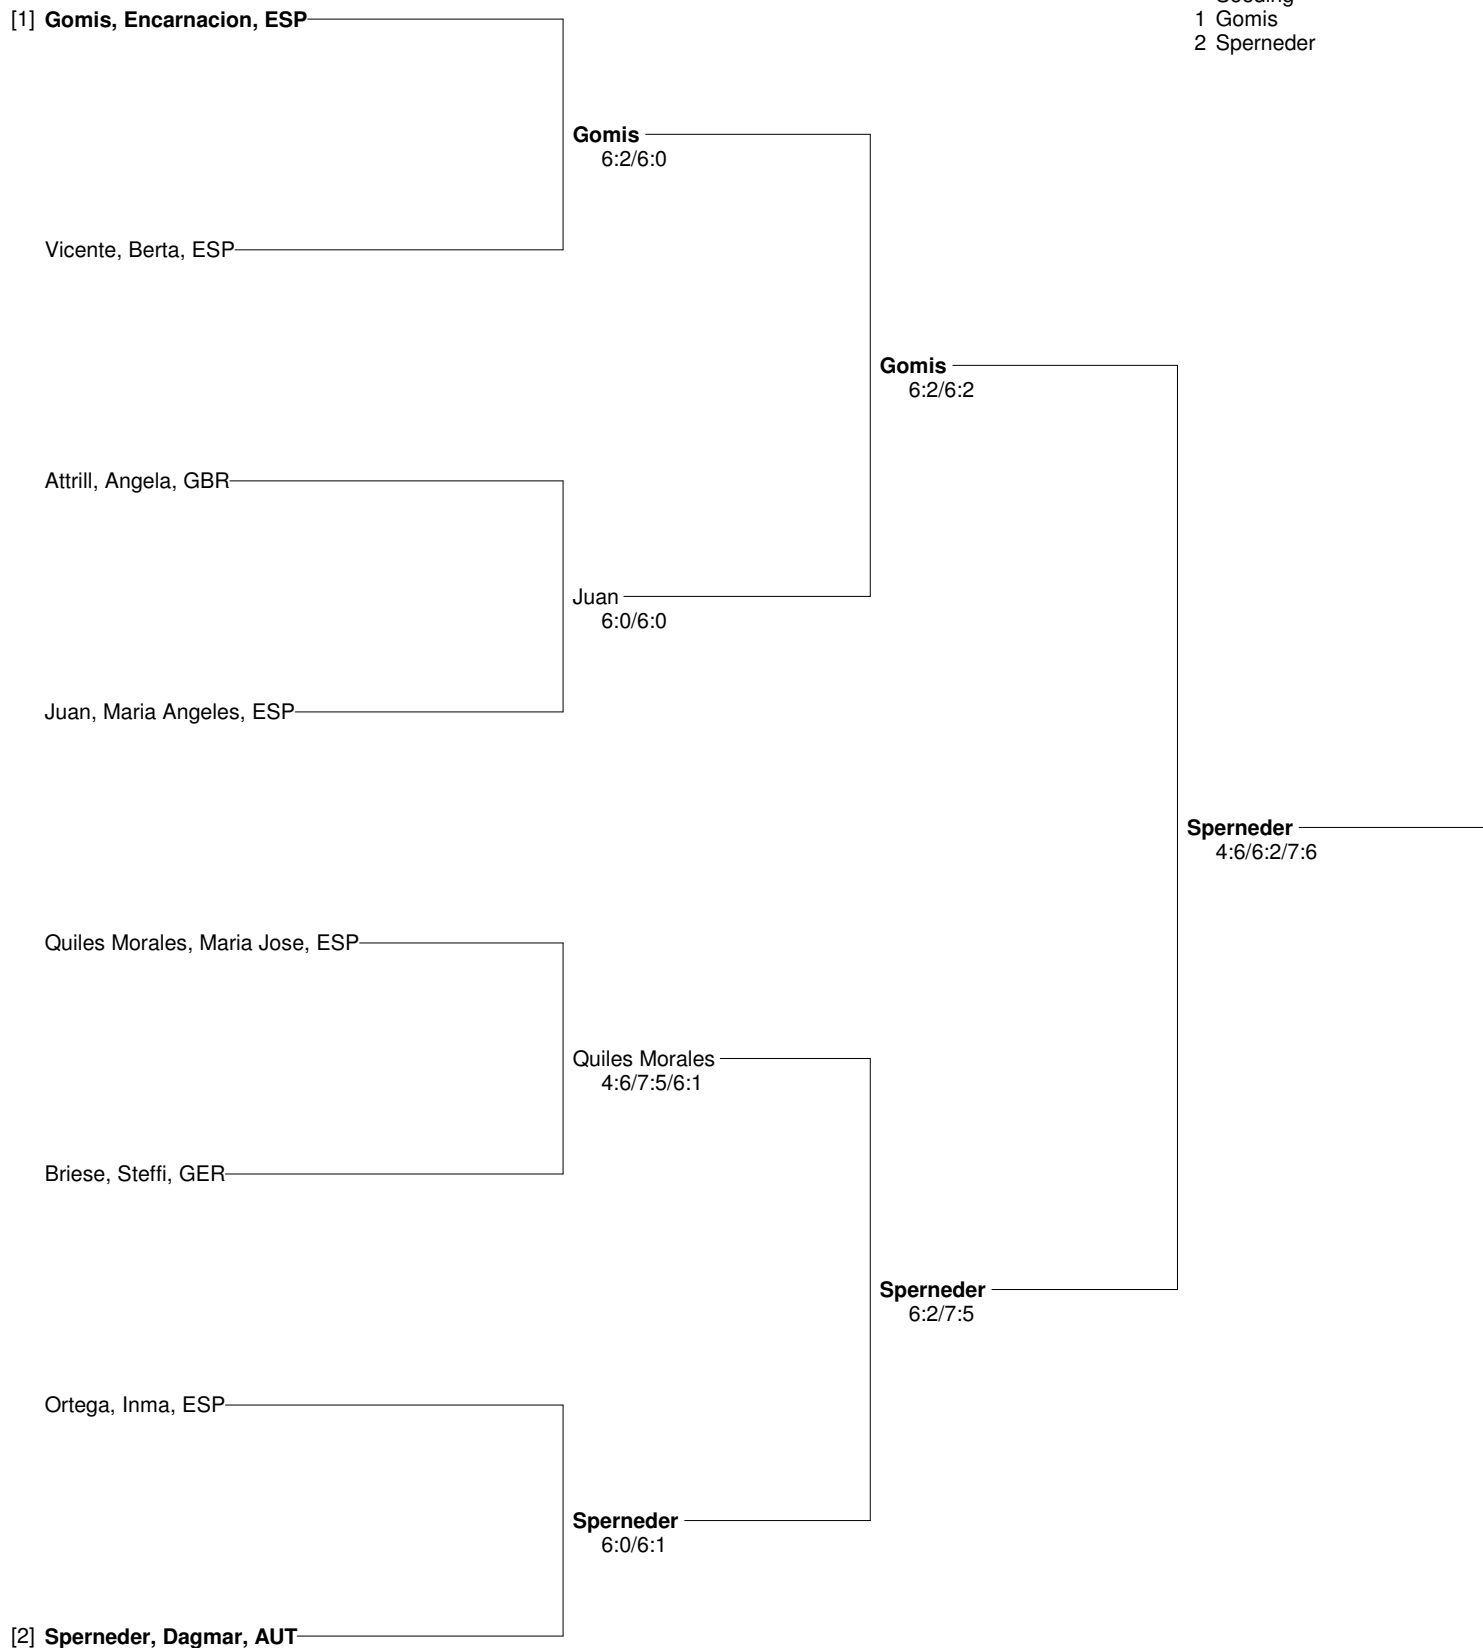 [1] Gomis, Encarnacion, ESP
Seeding
1 Gomis
2 Sperneder
Gomis
6:2/6:0
Vicente, Berta, ESP
Gomis
6:2/6:2
Attrill, Angela, GBR
Juan
6:0/6:0
Juan, Maria Angeles, ESP
Sperneder
4:6/6:2/7:6
Quiles Morales, Maria Jose, ESP
Quiles Morales
4:6/7:5/6:1
Briese, Steffi, GER
Sperneder
6:2/7:5
Ortega, Inma, ESP
Sperneder
6:0/6:1
[2] Sperneder, Dagmar, AUT